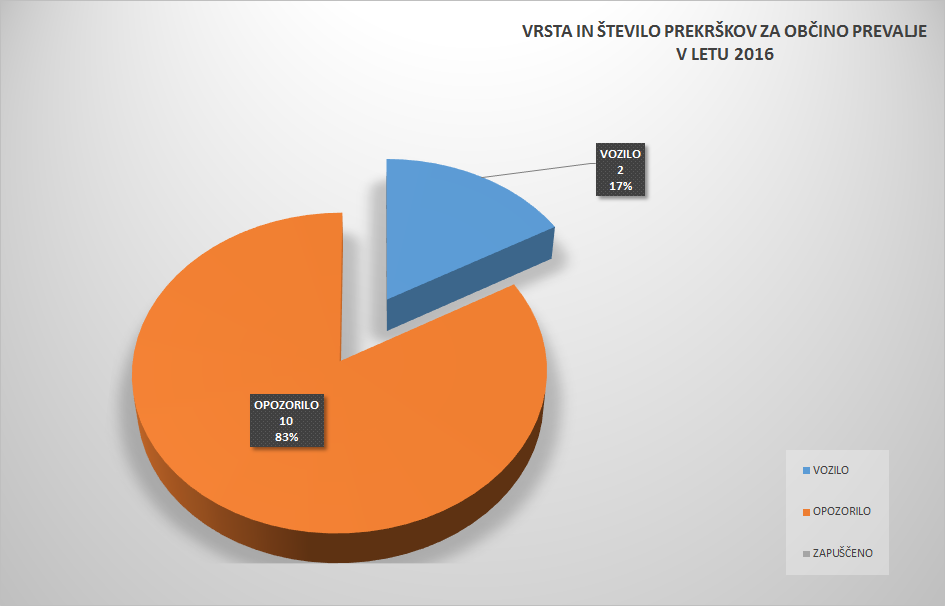 VRSTA IN ŠTEVILO PREKRŠKOV ZA OBČINO PREVALJE
V LETU 2016
VOZILO
2
17%
OPOZORILO
10
83%
VOZILO
OPOZORILO
ZAPUŠČENO